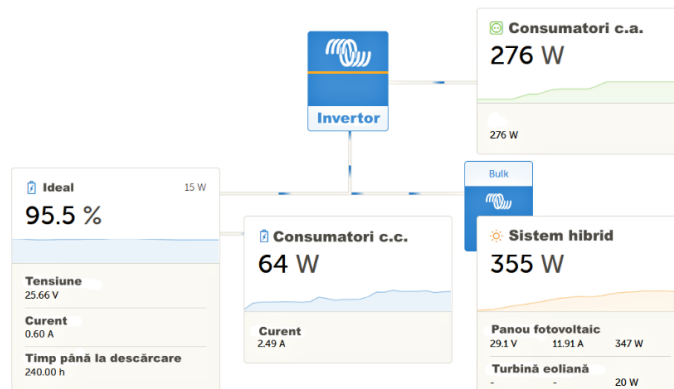 Consumatori c.a.
276 W
276 W
Invertor
Ideal 15 W
95.5 %
Tensiune
25.66 V
Curent
0.60 A
Timp până la descărcare
240.00 h
Consumatori c.c.
64 W
Curent
2.49 A
Bulk
Sistem hibrid
355 W
Panou fotovoltaic
29.1 V 11.91 A 347 W
Turbină eoliană
- - 20 W